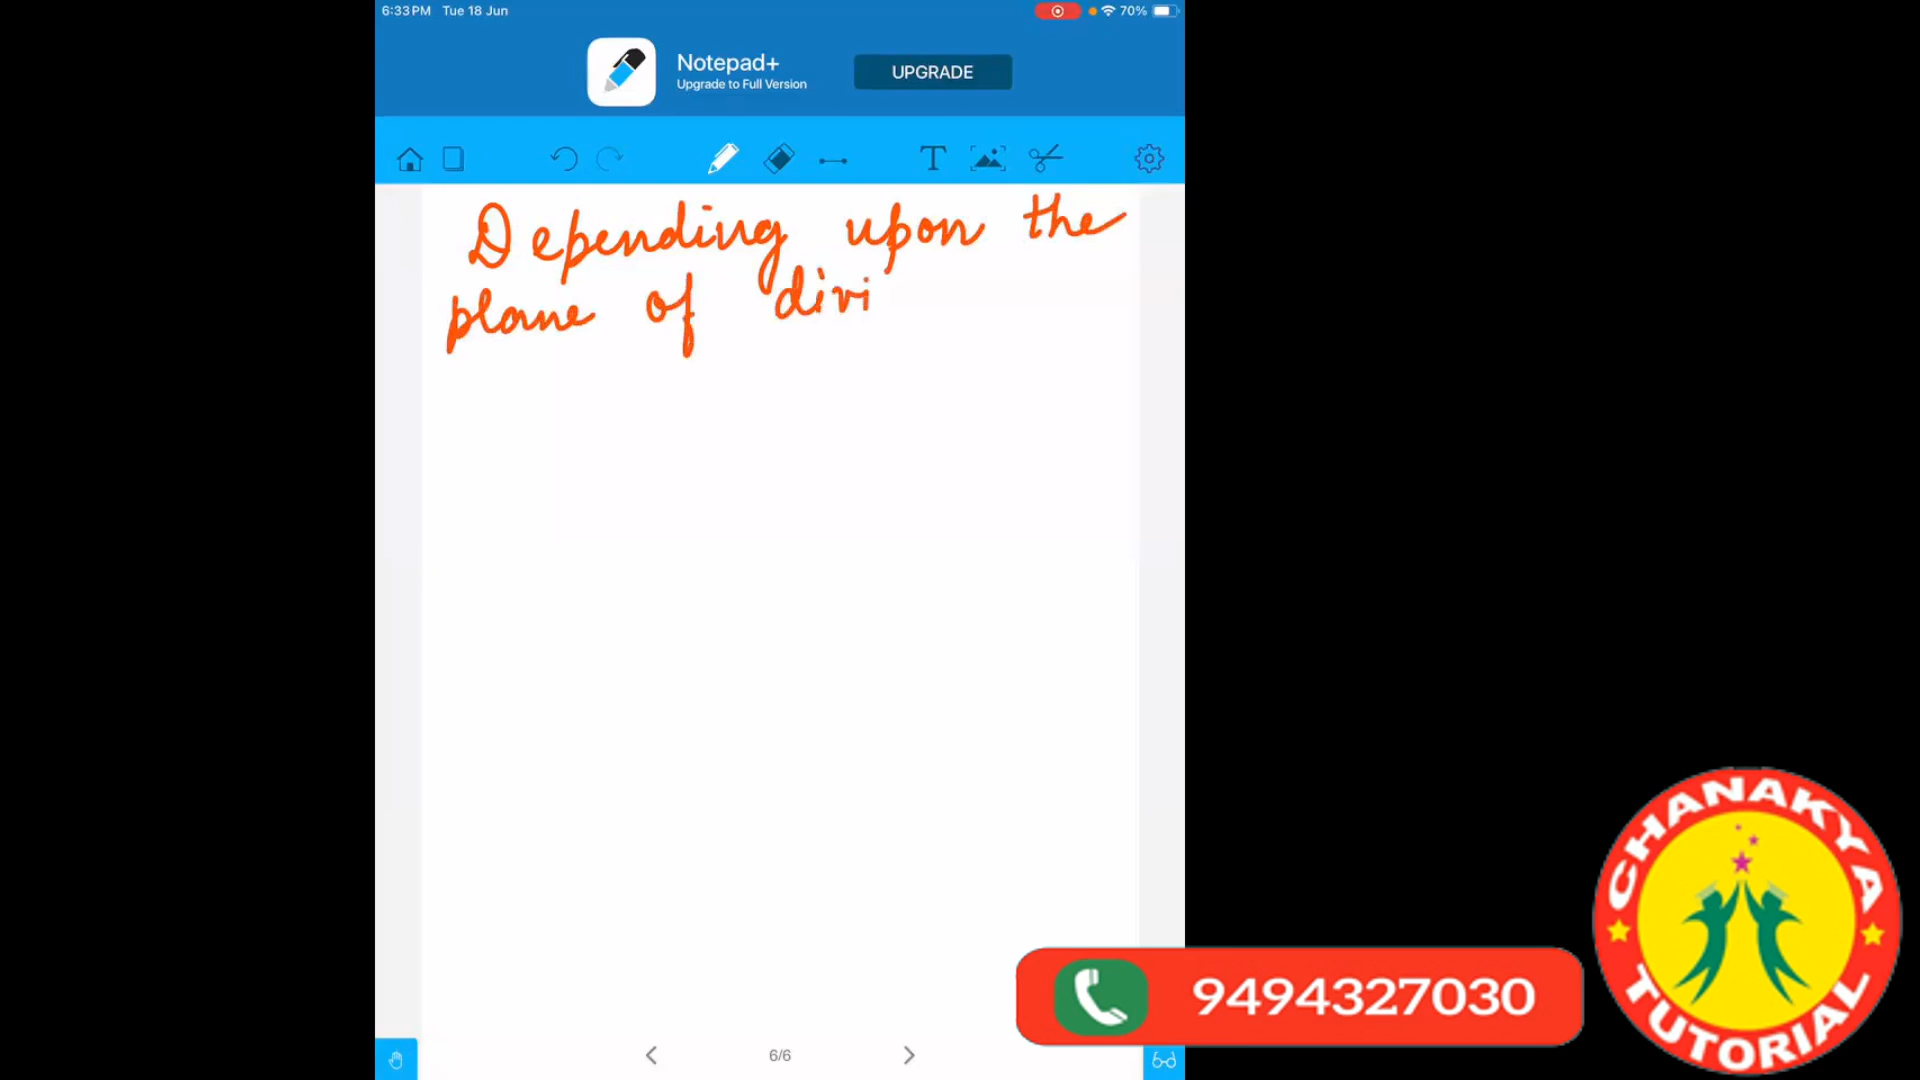 6:33 PM Tue 18 Jun
70%
Notepad+
Upgrade to Full Version
UPGRADE
T
Depending upon the
plane of divi
6/6
9494327030
CHANAKYA
TUTORIAL